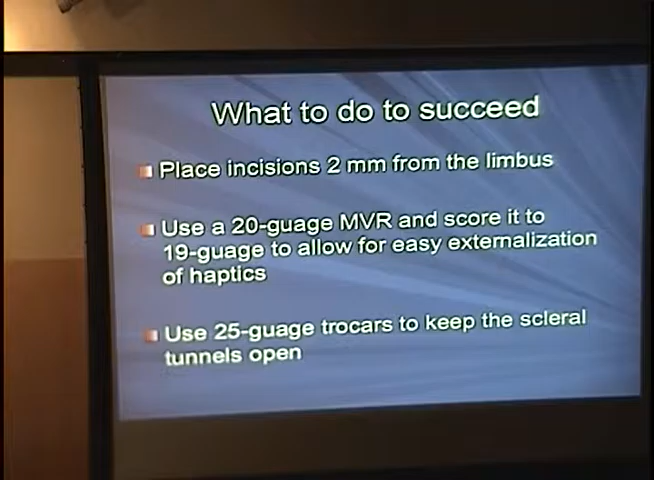 What to do to succeed
Place incisions 2 mm from the limbus
Use a 20-guage MVR and score it to
19-guage to allow for easy externalization
of haptics
Use 25-guage trocars to keep the scleral
tunnels open